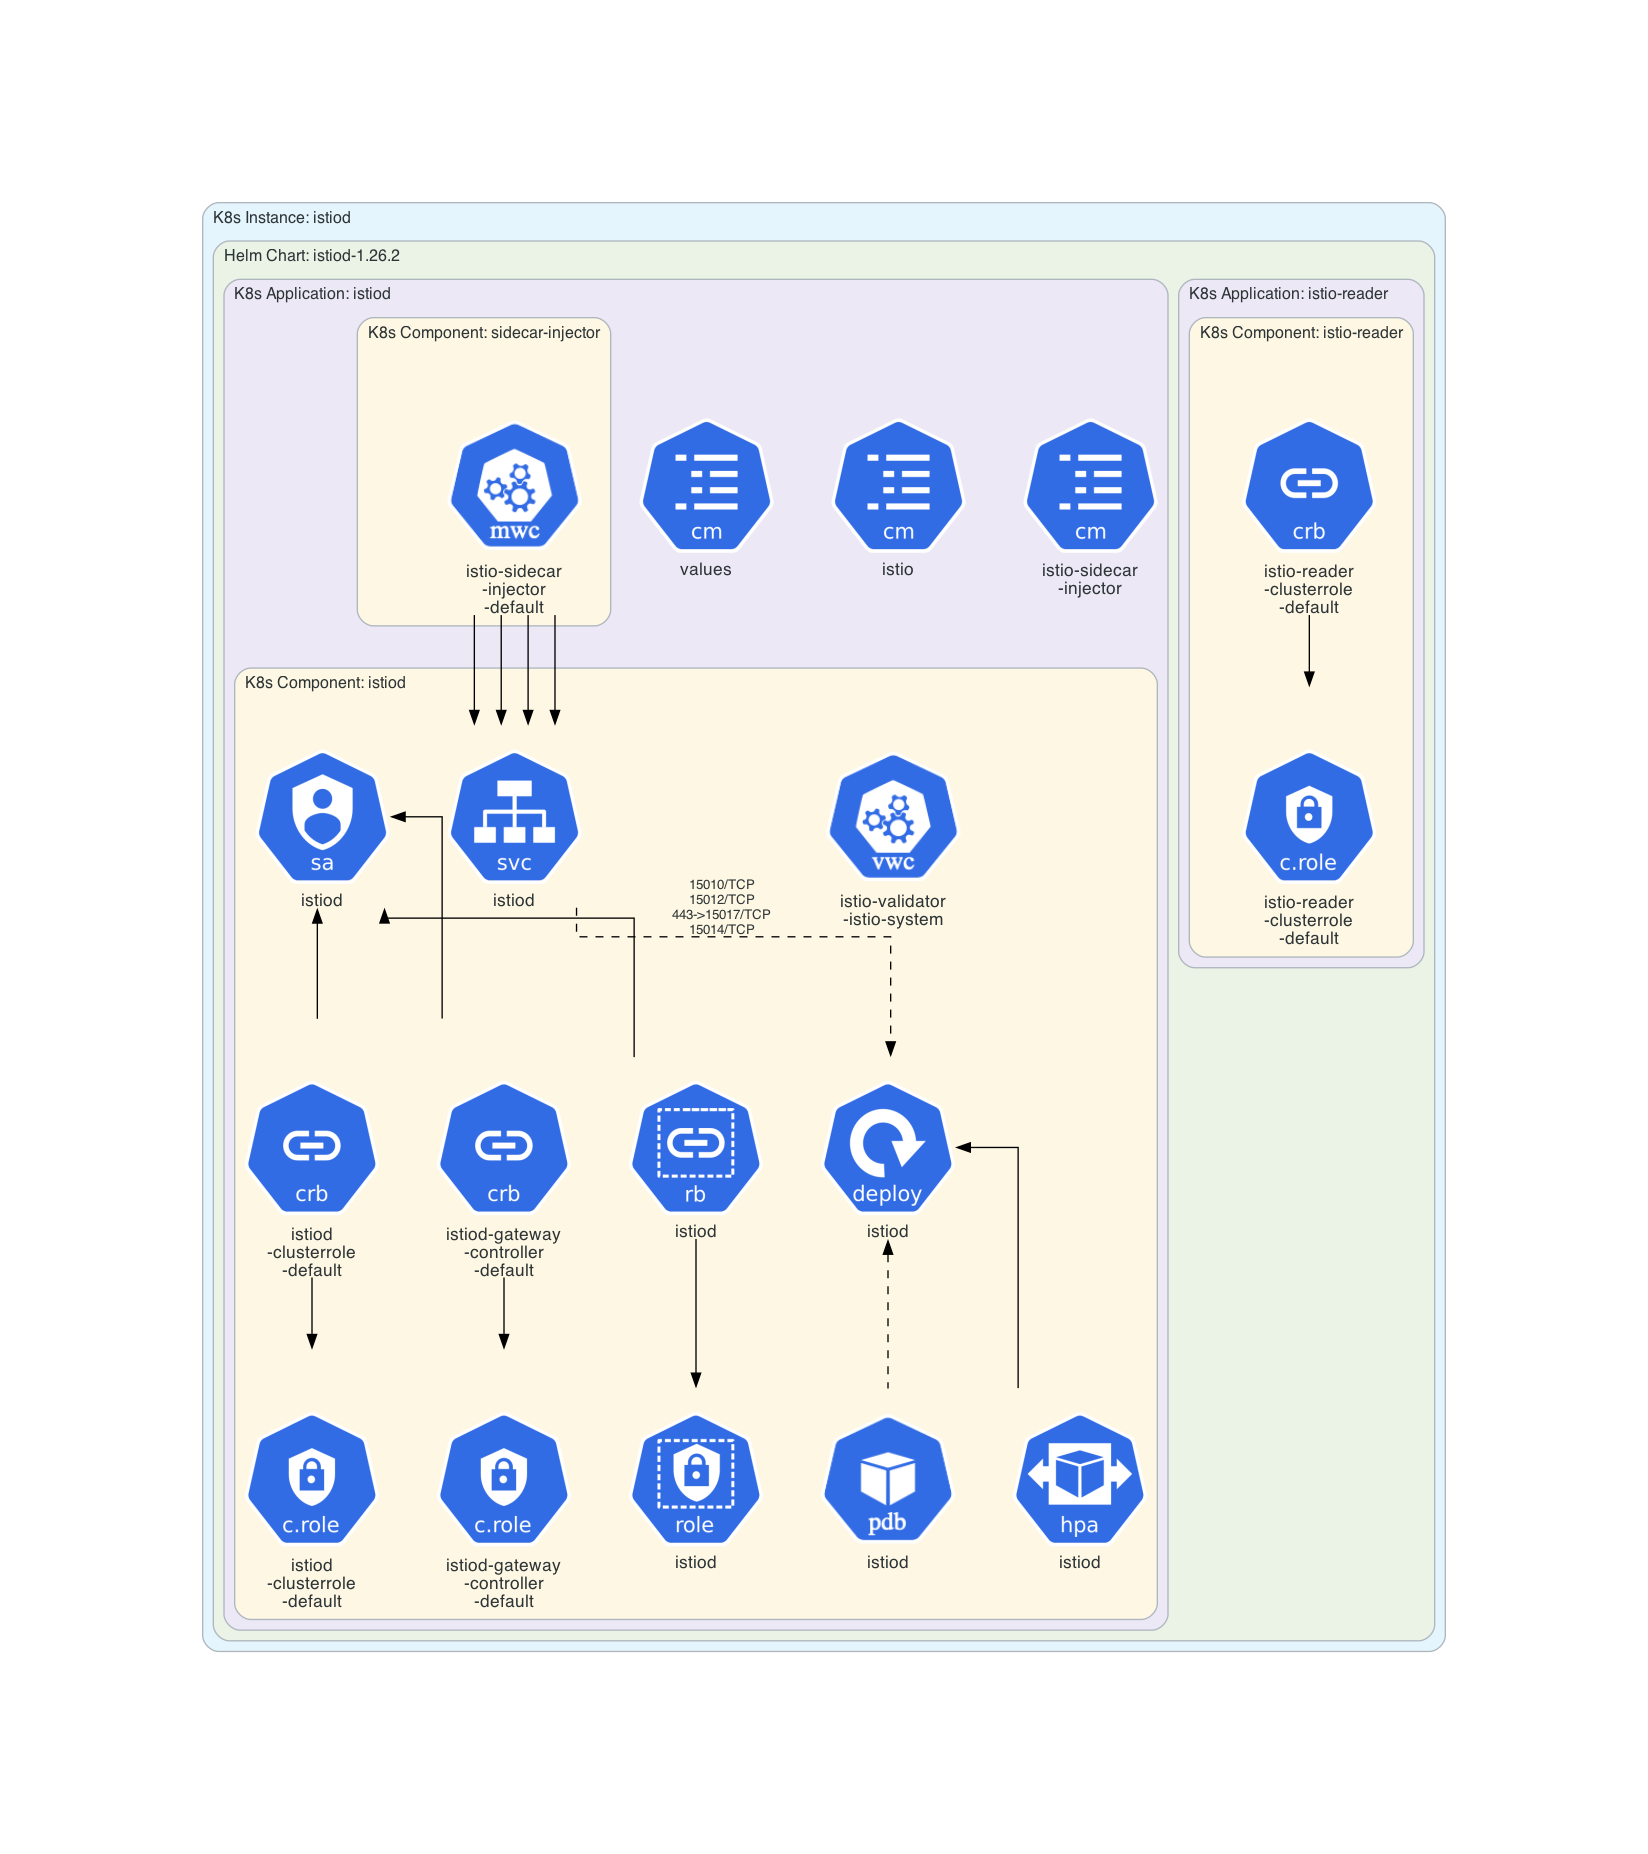 K8s Instance: istiod
Helm Chart: istiod-1.26.2
K8s Application: istiod
K8s Application: istio-reader
K8s Component: sidecar-injector
K8s Component: istio-reader
mwc
istio-sidecar
-injector
-default
cm
values
cm
istio
cm
istio-sidecar
-injector
crb
istio-reader
-clusterrole
-default
K8s Component: istiod
sa
istiod
svc
istiod
15010/TCP
15012/TCP
443->15017/TCP
15014/TCP
vwc
istio-validator
-istio-system
c.role
istio-reader
-clusterrole
-default
crb
istiod
-clusterrole
-default
crb
istiod-gateway
-controller
-default
rb
istiod
deploy
istiod
c.role
istiod
-clusterrole
-default
c.role
istiod-gateway
-controller
-default
role
istiod
pdb
istiod
hpa
istiod